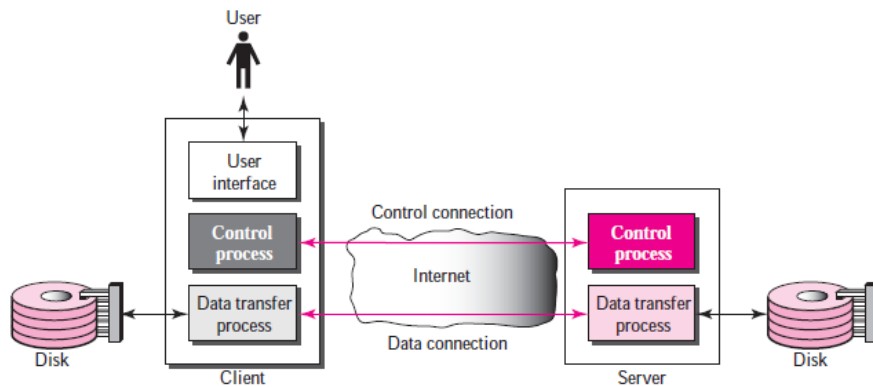 User
User
interface
Control connection
Control
process
Control
process
Internet
Data transfer
process
Data transfer
process
Data connection
Disk
Disk
Client
Server